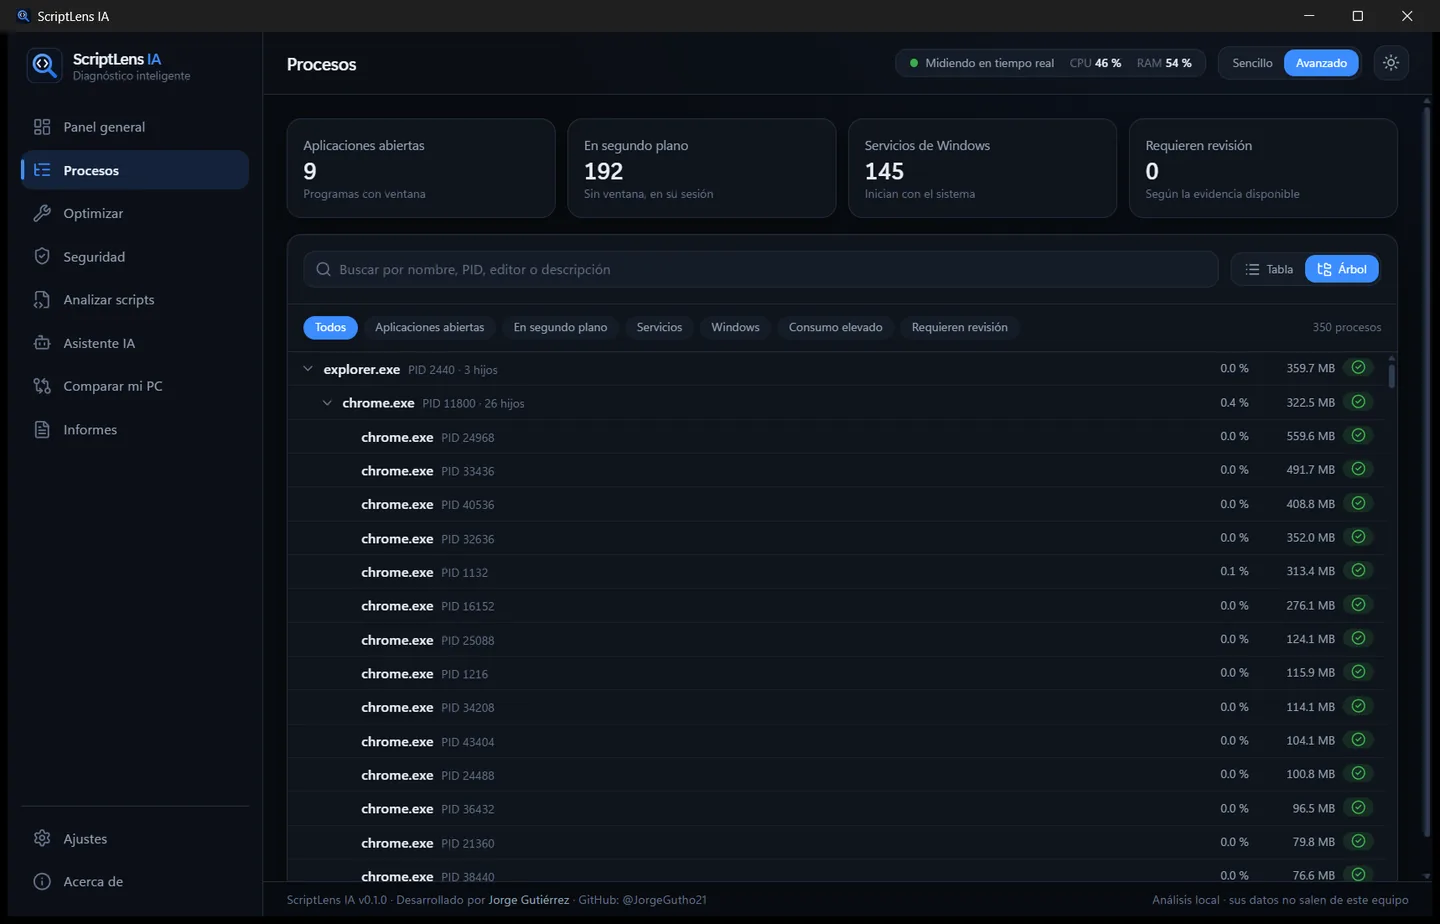 ScriptLens IA
ScriptLens IA
Diagnóstico inteligente
Panel general
Procesos
Optimizar
Seguridad
Analizar scripts
Asistente IA
Comparar mi PC
Informes
Ajustes
Acerca de
Procesos
Midiendo en tiempo real CPU 46 % RAM 54 %
Sencillo Avanzado
Aplicaciones abiertas
9
Programas con ventana
En segundo plano
192
Sin ventana, en su sesión
Servicios de Windows
145
Inician con el sistema
Requieren revisión
0
Según la evidencia disponible
Buscar por nombre, PID, editor o descripción
Tabla Árbol
Todos Aplicaciones abiertas En segundo plano Servicios Windows Consumo elevado Requieren revisión 350 procesos
explorer.exe PID 2440 · 3 hijos 0.0 % 359.7 MB
chrome.exe PID 11800 · 26 hijos 0.4 % 322.5 MB
chrome.exe PID 24968 0.0 % 559.6 MB
chrome.exe PID 33436 0.0 % 491.7 MB
chrome.exe PID 40536 0.0 % 408.8 MB
chrome.exe PID 32636 0.0 % 352.0 MB
chrome.exe PID 1132 0.1 % 313.4 MB
chrome.exe PID 16152 0.0 % 276.1 MB
chrome.exe PID 25088 0.0 % 124.1 MB
chrome.exe PID 1216 0.0 % 115.9 MB
chrome.exe PID 34208 0.0 % 114.1 MB
chrome.exe PID 43404 0.0 % 104.1 MB
chrome.exe PID 24488 0.0 % 100.8 MB
chrome.exe PID 36432 0.0 % 96.5 MB
chrome.exe PID 21360 0.0 % 79.8 MB
chrome.exe PID 38440 0.0 % 76.6 MB
ScriptLens IA v0.1.0 · Desarrollado por Jorge Gutiérrez · GitHub: @JorgeGutho21
Análisis local · sus datos no salen de este equipo